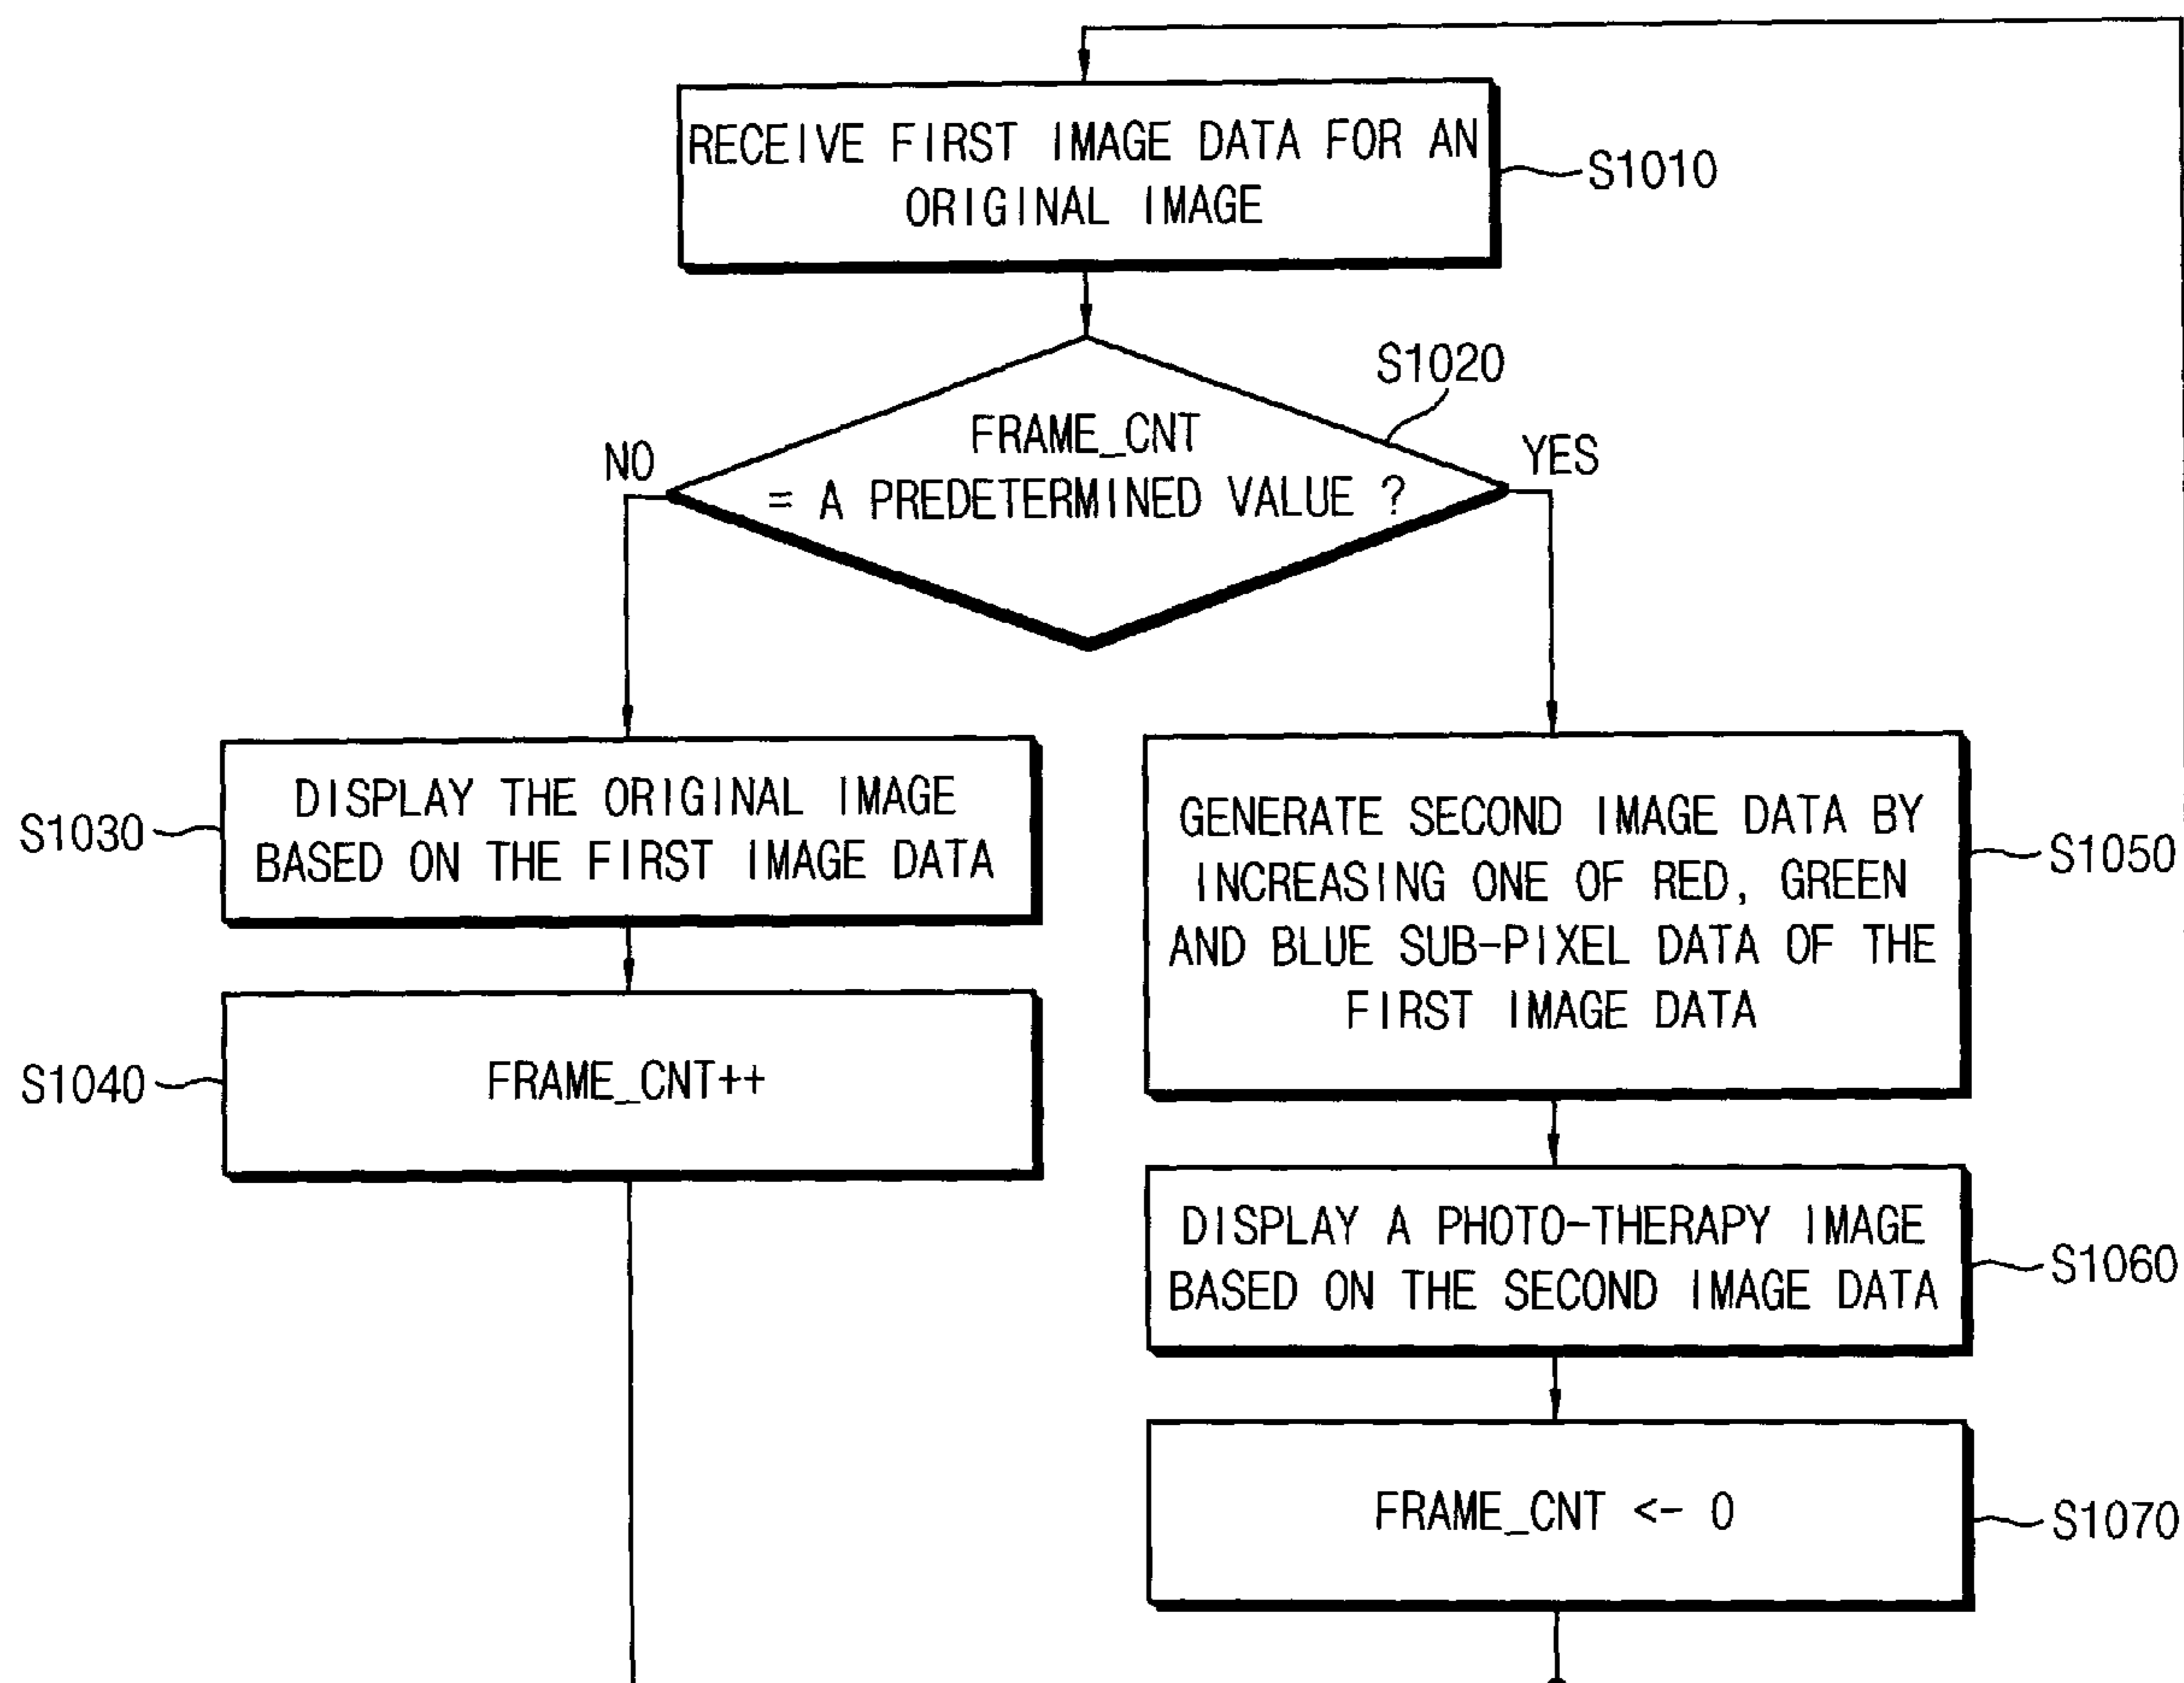 RECEIVE FIRST IMAGE DATA FOR AN
ORIGINAL IMAGE
S1010
S1020
FRAME_CNT
= A PREDETERMINED VALUE ?
NO
YES
DISPLAY THE ORIGINAL IMAGE
BASED ON THE FIRST IMAGE DATA
S1030
FRAME_CNT++
S1040
GENERATE SECOND IMAGE DATA BY
INCREASING ONE OF RED, GREEN
AND BLUE SUB-PIXEL DATA OF THE
FIRST IMAGE DATA
S1050
DISPLAY A PHOTO-THERAPY IMAGE
BASED ON THE SECOND IMAGE DATA
S1060
FRAME_CNT <- 0
S1070